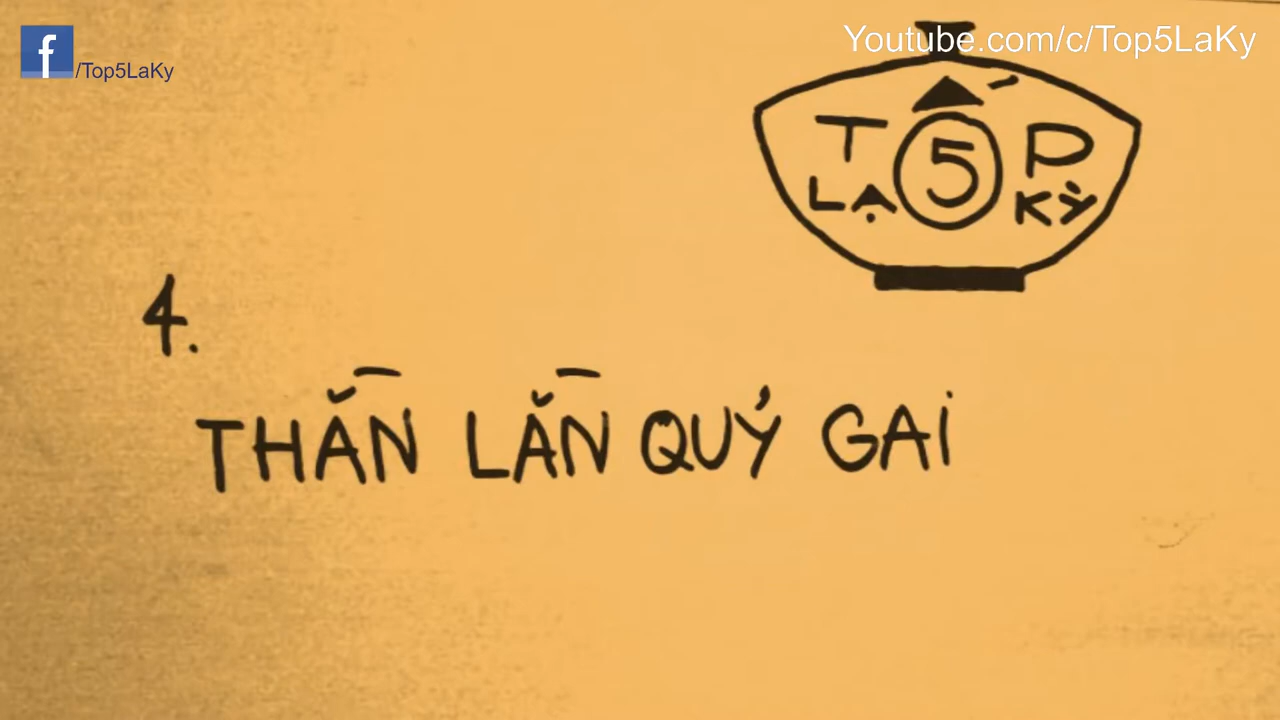 /Top5LaKy
Youtube.com/c/Top5LaKy
TỐP
5
LẠ KỲ
4.
THẰN LẰN QUỶ GAI